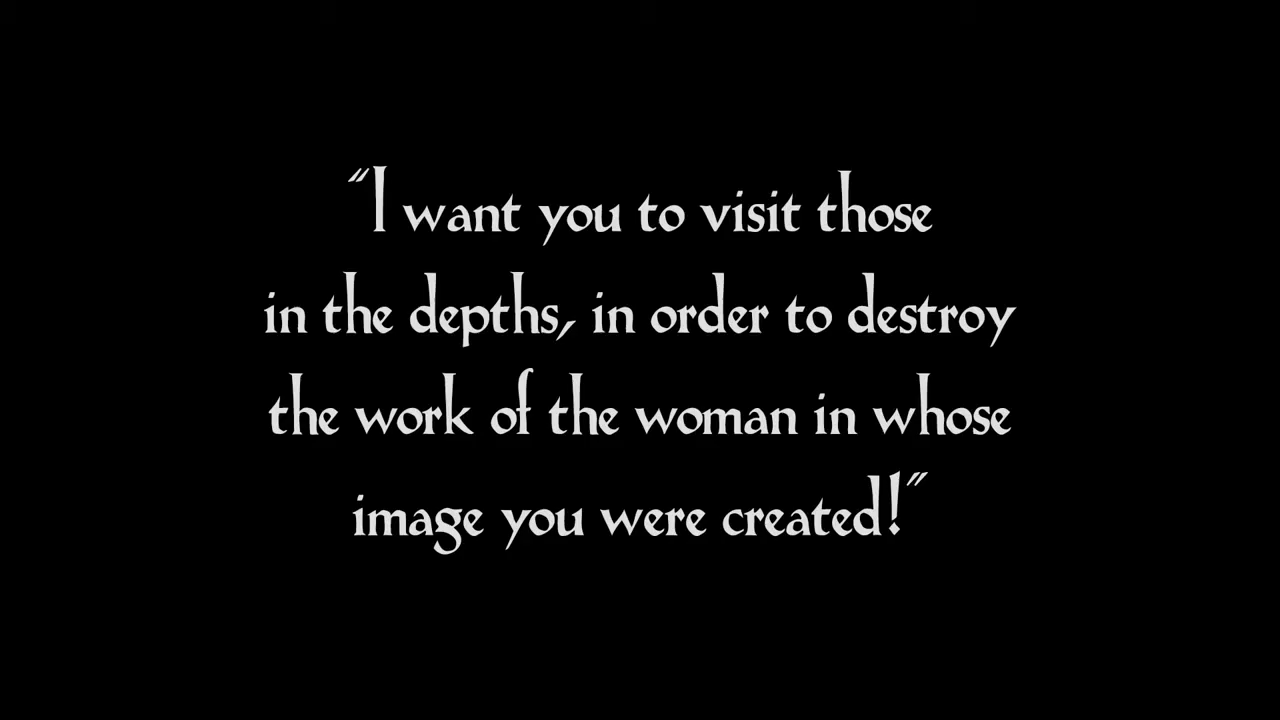 “I want you to visit those
in the depths, in order to destroy
the work of the woman in whose
image you were created!”